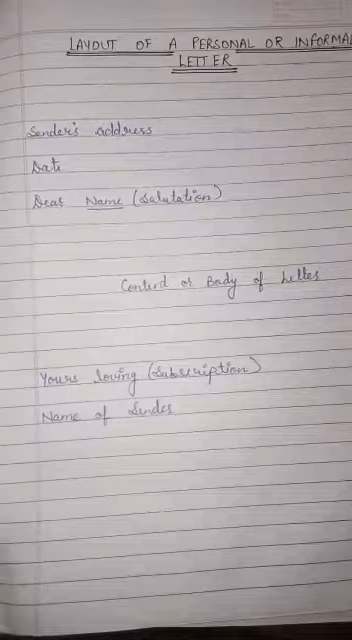 LAYOUT OF A PERSONAL OR INFORMAL
LETTER
Sender's address
Date
Dear Name (Salutation)
Content or Body of Letter
Yours loving (Subscription)
Name of Sender